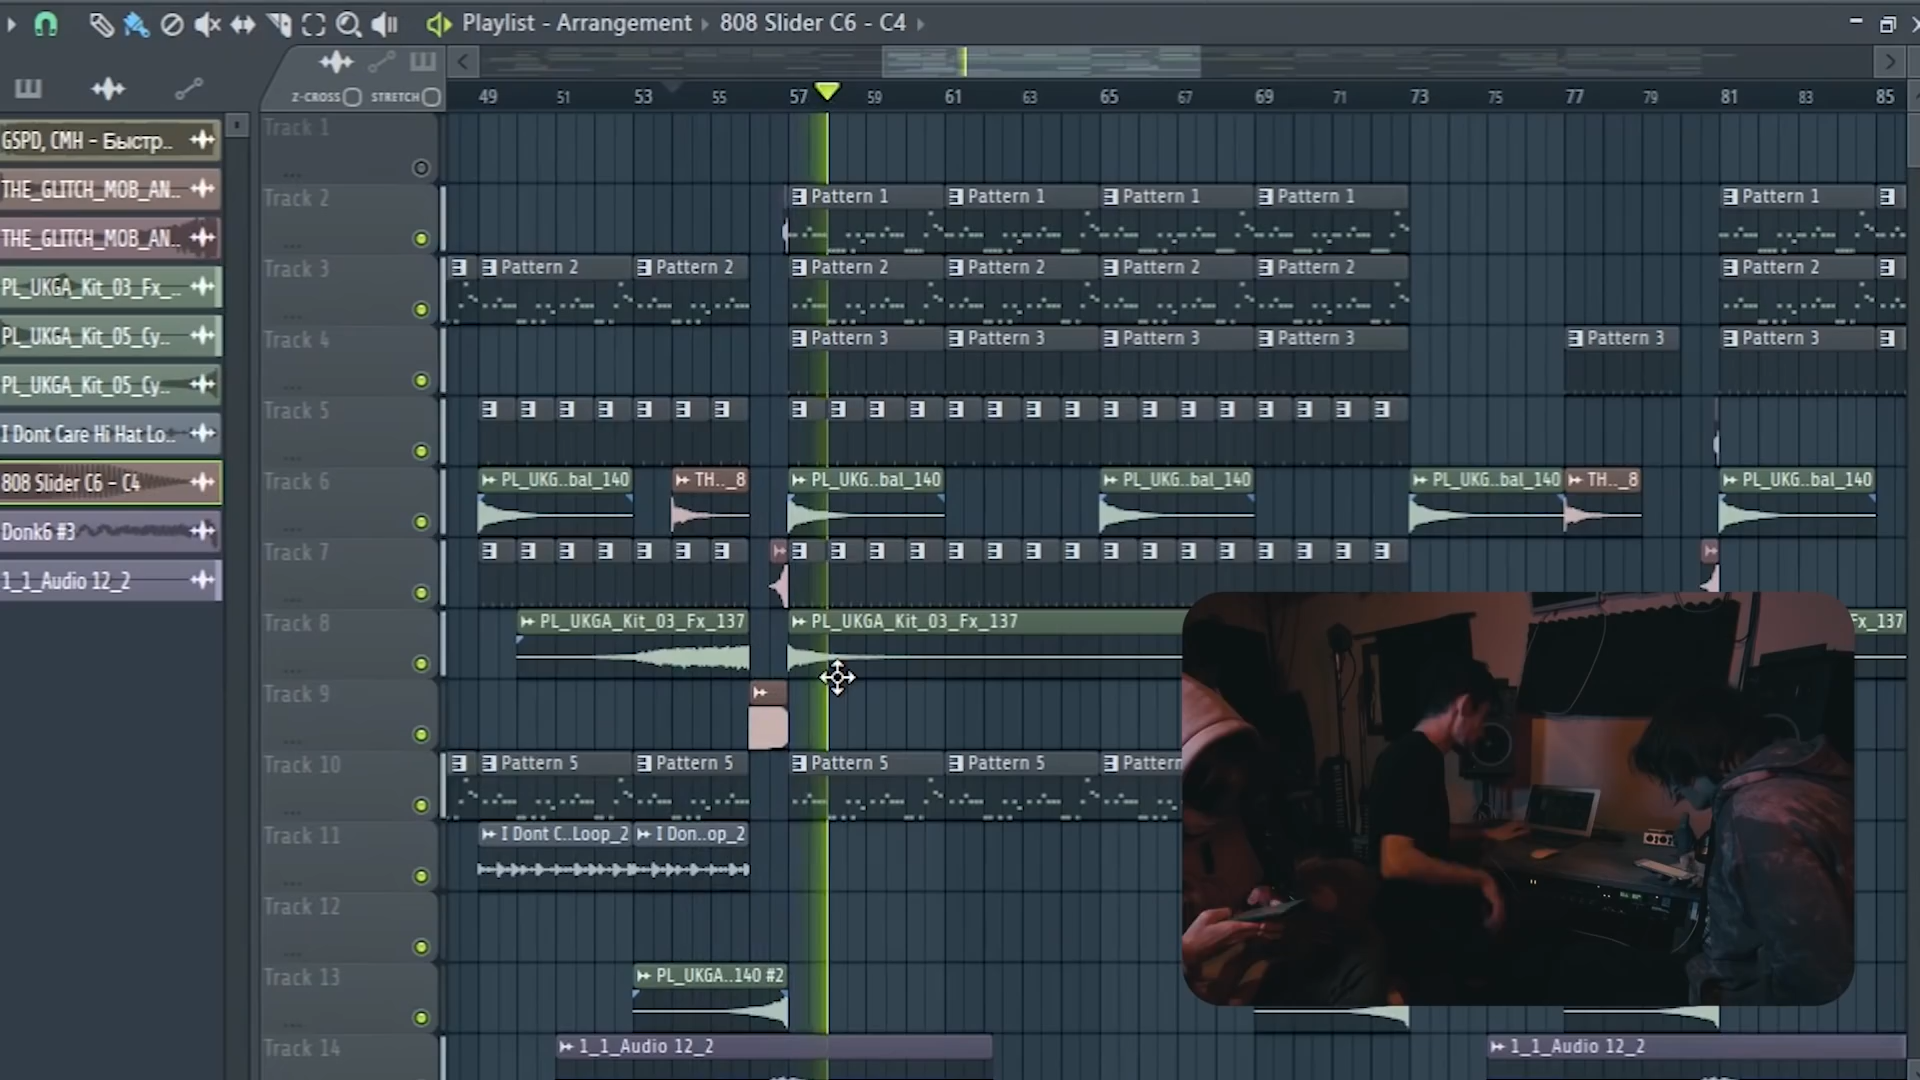 Playlist - Arrangement › 808 Slider C6 - C4 ›
Z-CROSS STRETCH
49 51 53 55 57 59 61 63 65 67 69 71 73 75 77 79 81 83 85
GSPD, CMH - Быстр..
THE_GLITCH_MOB_AN..
THE_GLITCH_MOB_AN..
PL_UKGA_Kit_03_Fx_..
PL_UKGA_Kit_05_Cy..
PL_UKGA_Kit_05_Cy..
I Dont Care Hi Hat Lo..
808 Slider C6 - C4
Donk6 #3
1_1_Audio 12_2
Track 1
Track 2
Pattern 1 Pattern 1 Pattern 1 Pattern 1 Pattern 1
Track 3
Pattern 2 Pattern 2 Pattern 2 Pattern 2 Pattern 2 Pattern 2 Pattern 2
Track 4
Pattern 3 Pattern 3 Pattern 3 Pattern 3 Pattern 3 Pattern 3
Track 5
Track 6
PL_UKG..bal_140 TH.._8 PL_UKG..bal_140 PL_UKG..bal_140 PL_UKG..bal_140 TH.._8 PL_UKG..bal_140
Track 7
Track 8
PL_UKGA_Kit_03_Fx_137 PL_UKGA_Kit_03_Fx_137 Fx_137
Track 9
Track 10
Pattern 5 Pattern 5 Pattern 5 Pattern 5 Pattern
Track 11
I Dont C..Loop_2 I Don..op_2
Track 12
Track 13
PL_UKGA..140 #2
Track 14
1_1_Audio 12_2 1_1_Audio 12_2